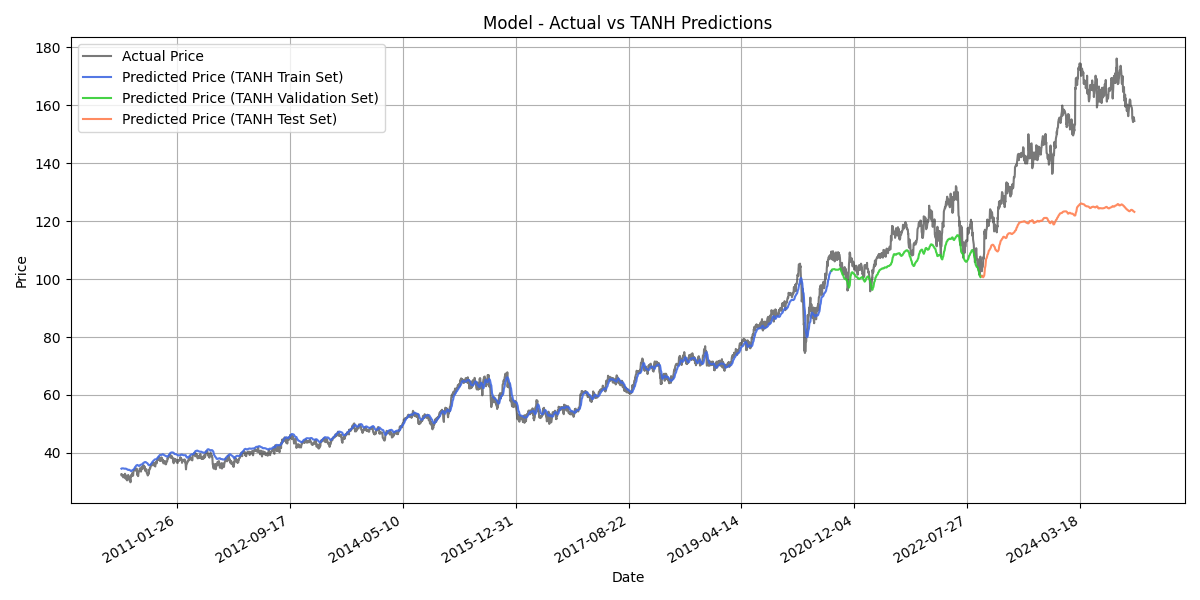 Model - Actual vs TANH Predictions
Actual Price
Predicted Price (TANH Train Set)
Predicted Price (TANH Validation Set)
Predicted Price (TANH Test Set)
Price
180
160
140
120
100
80
60
40
2011-01-26
2012-09-17
2014-05-10
2015-12-31
2017-08-22
2019-04-14
2020-12-04
2022-07-27
2024-03-18
Date